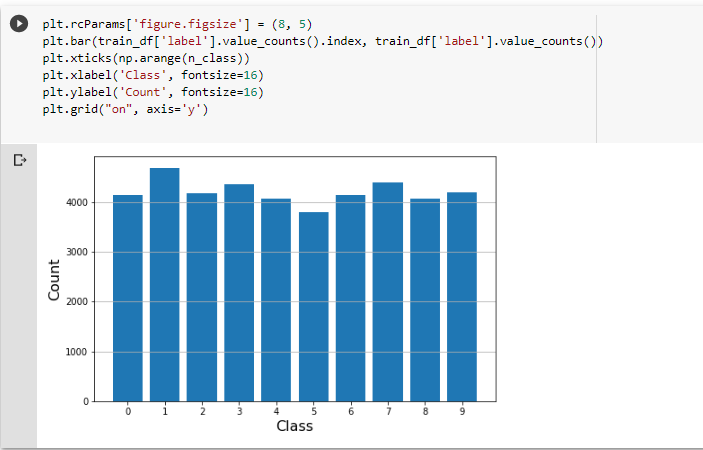 plt.rcParams['figure.figsize'] = (8, 5)
plt.bar(train_df['label'].value_counts().index, train_df['label'].value_counts())
plt.xticks(np.arange(n_class))
plt.xlabel('Class', fontsize=16)
plt.ylabel('Count', fontsize=16)
plt.grid("on", axis='y')
4000
3000
2000
1000
0
Count
0 1 2 3 4 5 6 7 8 9
Class